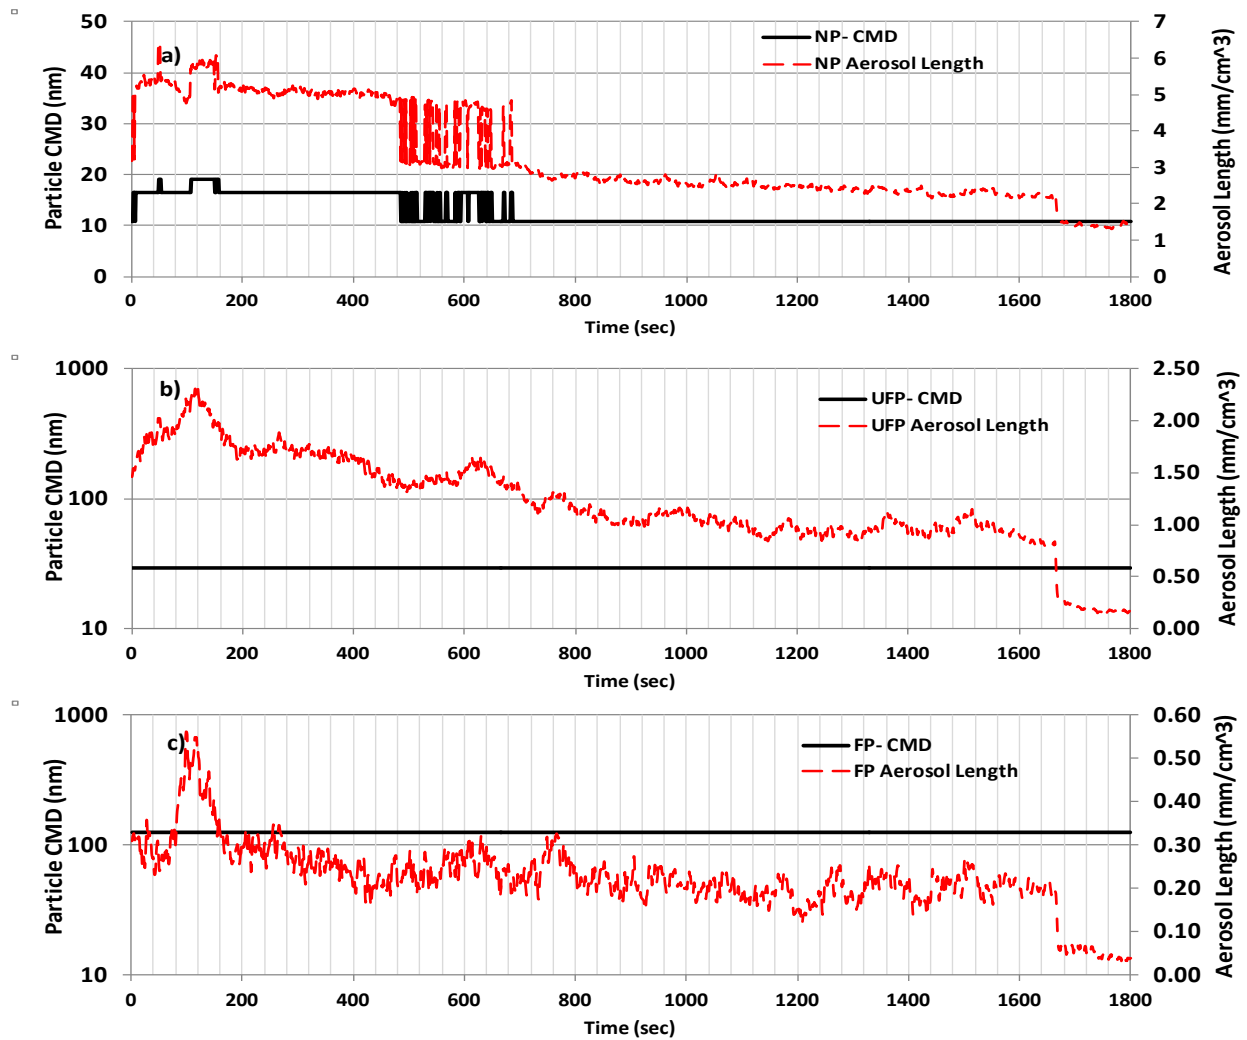 a)
NP- CMD
NP Aerosol Length
Particle CMD (nm)
50
40
30
20
10
0
7
6
5
4
3
2
1
0
Aerosol Length (mm/cm^3)
0 200 400 600 800 1000 1200 1400 1600 1800
Time (sec)
b)
UFP- CMD
UFP Aerosol Length
Particle CMD (nm)
1000
100
10
2.50
2.00
1.50
1.00
0.50
0.00
Aerosol Length (mm/cm^3)
0 200 400 600 800 1000 1200 1400 1600 1800
Time (sec)
c)
FP- CMD
FP Aerosol Length
Particle CMD (nm)
1000
100
10
0.60
0.50
0.40
0.30
0.20
0.10
0.00
Aerosol Length (mm/cm^3)
0 200 400 600 800 1000 1200 1400 1600 1800
Time (sec)